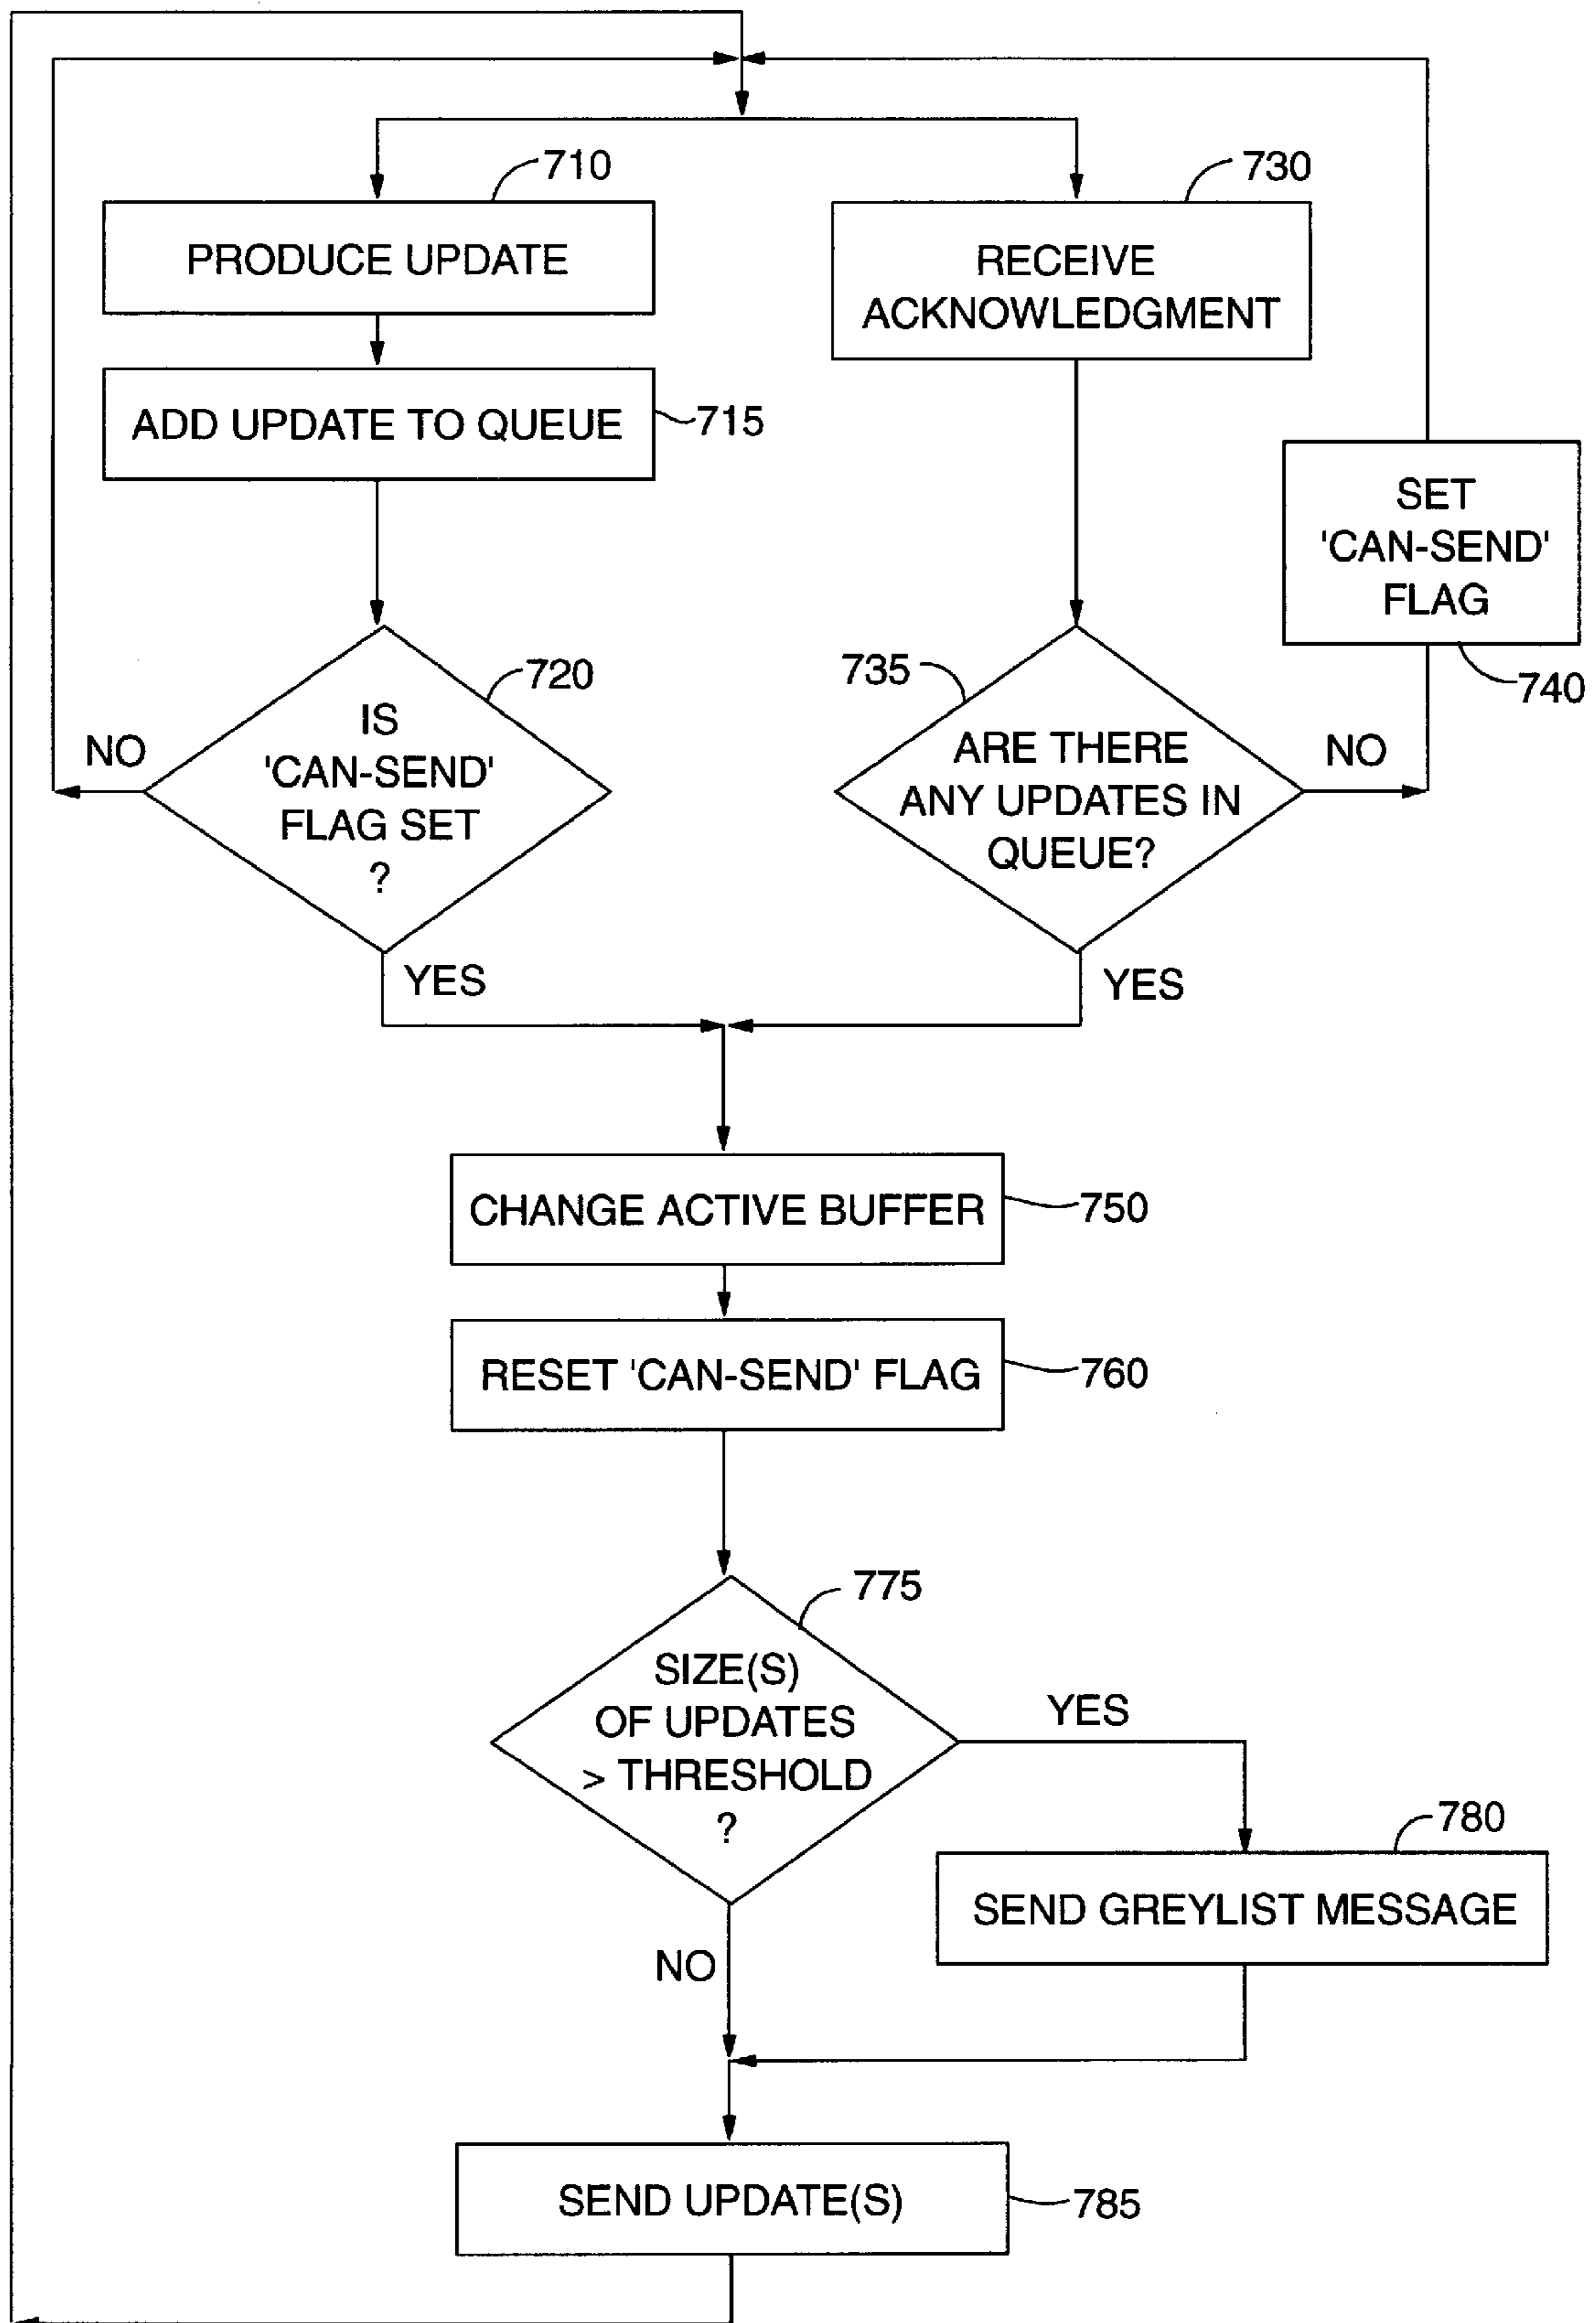 710
730
PRODUCE UPDATE
RECEIVE
ACKNOWLEDGMENT
ADD UPDATE TO QUEUE
715
SET
'CAN-SEND'
FLAG
740
720
IS
'CAN-SEND'
FLAG SET
?
NO
YES
735
ARE THERE
ANY UPDATES IN
QUEUE?
NO
YES
CHANGE ACTIVE BUFFER
750
RESET 'CAN-SEND' FLAG
760
775
SIZE(S)
OF UPDATES
> THRESHOLD
?
YES
780
SEND GREYLIST MESSAGE
NO
SEND UPDATE(S)
785